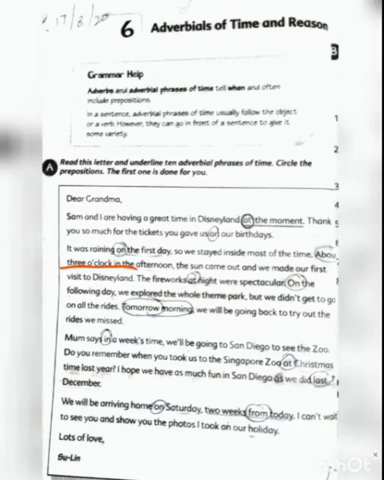 17/8/20
6 Adverbials of Time and Reason
B
Grammar Help
Adverbs and adverbial phrases of time tell when and often
include prepositions.
In a sentence, adverbial phrases of time usually follow the object
or a verb. However, they can go in front of a sentence to give it
some variety.
1
2
A Read this letter and underline ten adverbial phrases of time. Circle the
prepositions. The first one is done for you.
3
Dear Grandma,
4
Sam and I are having a great time in Disneyland at the moment. Thank
5
you so much for the tickets you gave us on our birthdays.
It was raining on the first day, so we stayed inside most of the time. Abou
three o'clock in the afternoon, the sun came out and we made our first
visit to Disneyland. The fireworks at night were spectacular. On the
following day, we explored the whole theme park, but we didn't get to go
on all the rides. Tomorrow morning, we will be going back to try out the
rides we missed.
Mum says in a week's time, we'll be going to San Diego to see the Zoo.
Do you remember when you took us to the Singapore Zoo at Christmas
time last year? I hope we have as much fun in San Diego as we did last
December.
We will be arriving home on Saturday, two weeks from today. I can't wait
to see you and show you the photos I took on our holiday.
Lots of love,
Su-Lin